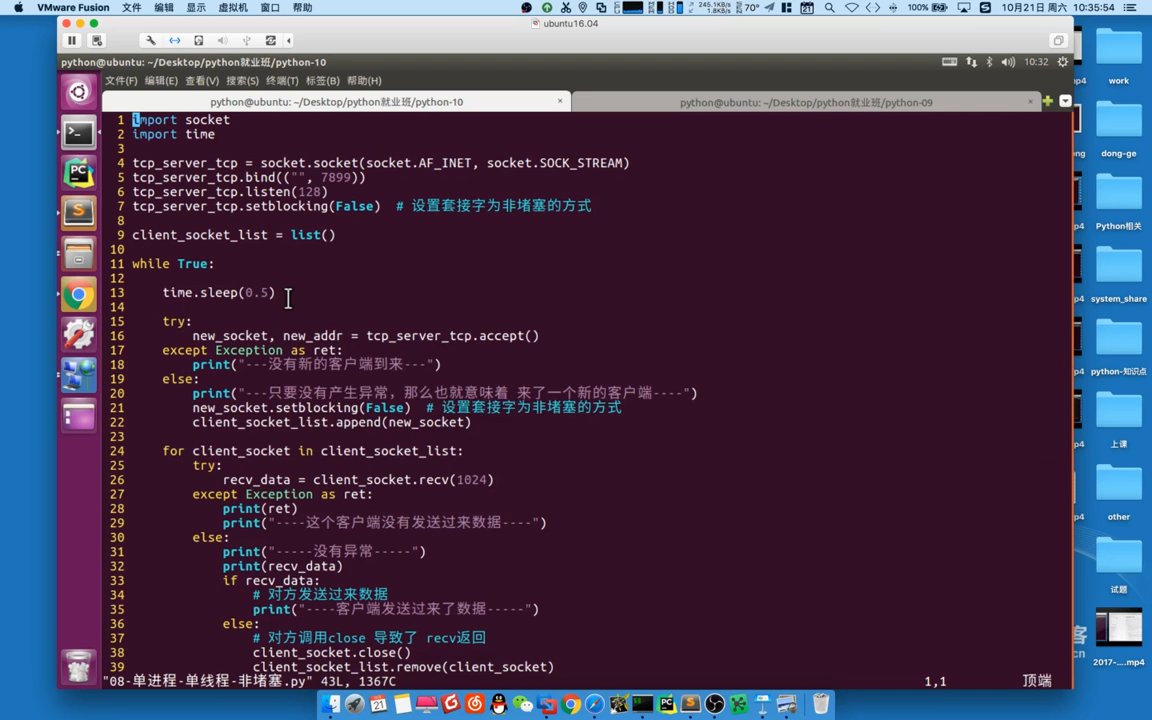 VMware Fusion 文件 编辑 显示 虚拟机 窗口 帮助 245.1KB/s 1.8KB/s 70° 100% 10月21日 周六 10:35:54
ubuntu16.04
python@ubuntu: ~/Desktop/python就业班/python-10 10:32
文件(F) 编辑(E) 查看(V) 搜索(S) 终端(T) 标签(B) 帮助(H)
python@ubuntu: ~/Desktop/python就业班/python-10 × python@ubuntu: ~/Desktop/python就业班/python-09 ×
1 import socket
2 import time
3
4 tcp_server_tcp = socket.socket(socket.AF_INET, socket.SOCK_STREAM)
5 tcp_server_tcp.bind(("", 7899))
6 tcp_server_tcp.listen(128)
7 tcp_server_tcp.setblocking(False)  # 设置套接字为非堵塞的方式
8
9 client_socket_list = list()
10
11 while True:
12
13     time.sleep(0.5)
14
15     try:
16         new_socket, new_addr = tcp_server_tcp.accept()
17     except Exception as ret:
18         print("---没有新的客户端到来---")
19     else:
20         print("---只要没有产生异常，那么也就意味着 来了一个新的客户端----")
21         new_socket.setblocking(False)  # 设置套接字为非堵塞的方式
22         client_socket_list.append(new_socket)
23
24     for client_socket in client_socket_list:
25         try:
26             recv_data = client_socket.recv(1024)
27         except Exception as ret:
28             print(ret)
29             print("----这个客户端没有发送过来数据----")
30         else:
31             print("-----没有异常-----")
32             print(recv_data)
33             if recv_data:
34                 # 对方发送过来数据
35                 print("----客户端发送过来了数据-----")
36             else:
37                 # 对方调用close 导致了 recv返回
38                 client_socket.close()
39                 client_socket_list.remove(client_socket)
"08-单进程-单线程-非堵塞.py" 43L, 1367C 1,1 顶端
work
dong-ge
Python相关
system_share
python-知识点
上课
other
试题
2017-....mp4